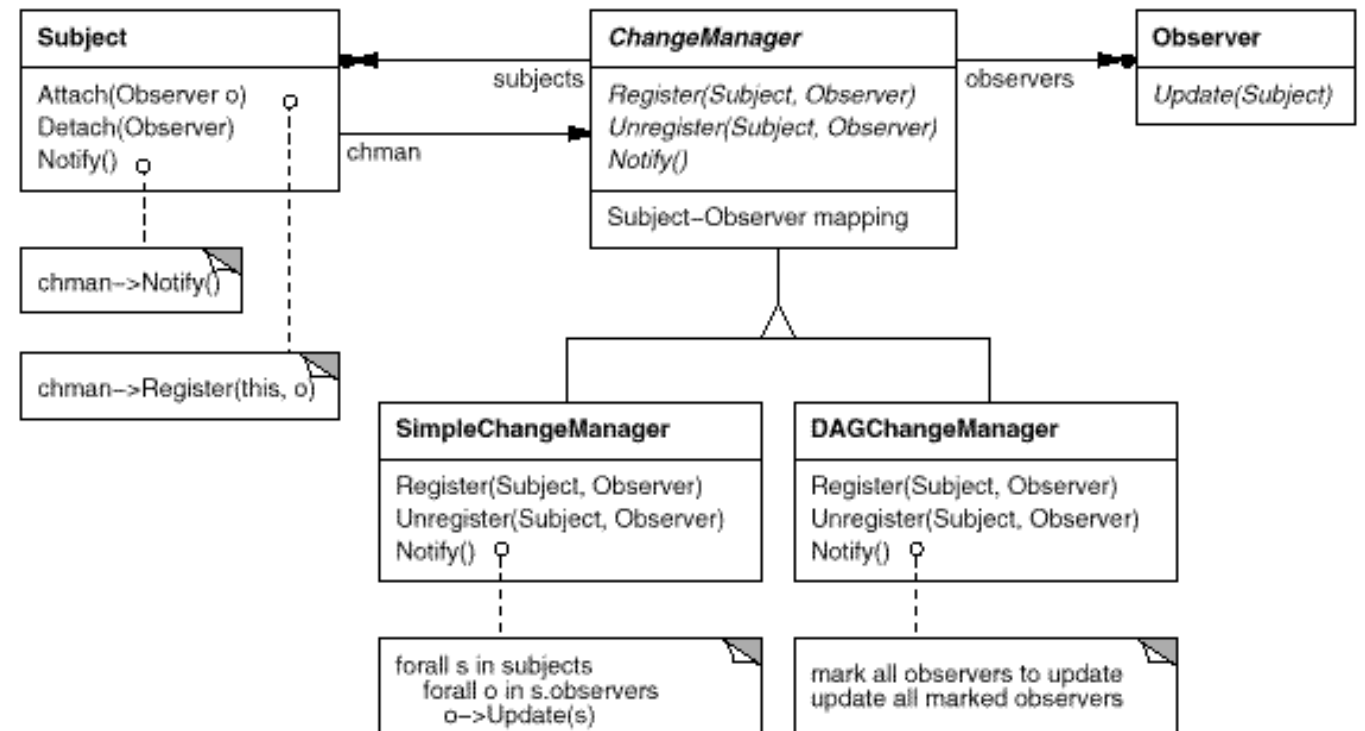 Subject
Attach(Observer o)
Detach(Observer)
Notify()
subjects
chman
ChangeManager
Register(Subject, Observer)
Unregister(Subject, Observer)
Notify()
Subject–Observer mapping
observers
Observer
Update(Subject)
chman–>Notify()
chman–>Register(this, o)
SimpleChangeManager
Register(Subject, Observer)
Unregister(Subject, Observer)
Notify()
forall s in subjects
forall o in s.observers
o–>Update(s)
DAGChangeManager
Register(Subject, Observer)
Unregister(Subject, Observer)
Notify()
mark all observers to update
update all marked observers